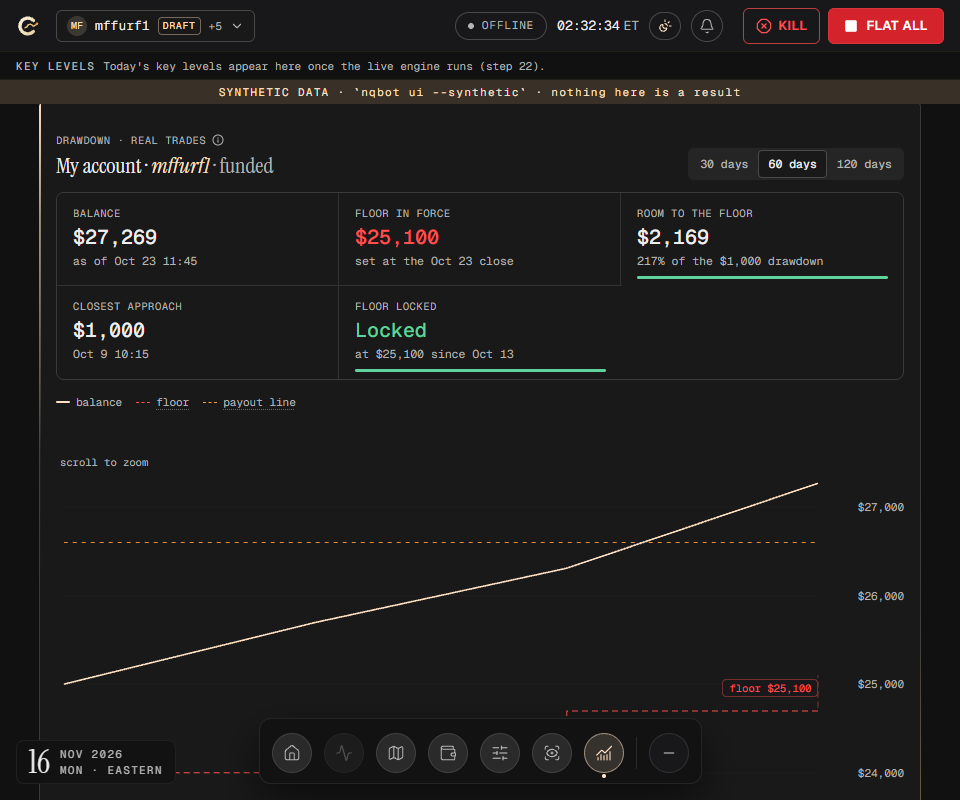 MF mffurf1 DRAFT +5
OFFLINE
02:32:34 ET
KILL
FLAT ALL
KEY LEVELS Today's key levels appear here once the live engine runs (step 22).
SYNTHETIC DATA · `nqbot ui --synthetic` · nothing here is a result
DRAWDOWN · REAL TRADES
My account · mffurf1 · funded
30 days 60 days 120 days
BALANCE
$27,269
as of Oct 23 11:45
FLOOR IN FORCE
$25,100
set at the Oct 23 close
ROOM TO THE FLOOR
$2,169
217% of the $1,000 drawdown
CLOSEST APPROACH
$1,000
Oct 9 10:15
FLOOR LOCKED
Locked
at $25,100 since Oct 13
balance floor payout line
scroll to zoom
$27,000
$26,000
$25,000
floor $25,100
$24,000
16 NOV 2026
MON · EASTERN